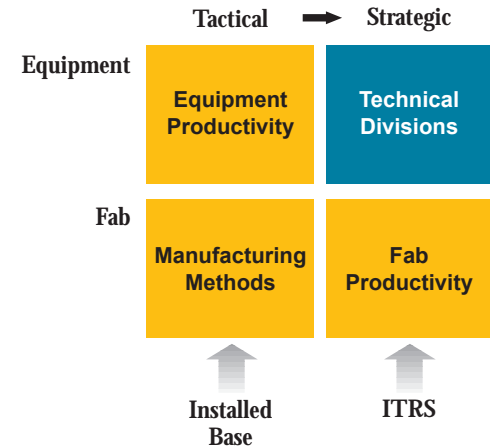 Tactical Strategic
Equipment
Equipment
Productivity
Technical
Divisions
Fab
Manufacturing
Methods
Fab
Productivity
Installed
Base
ITRS